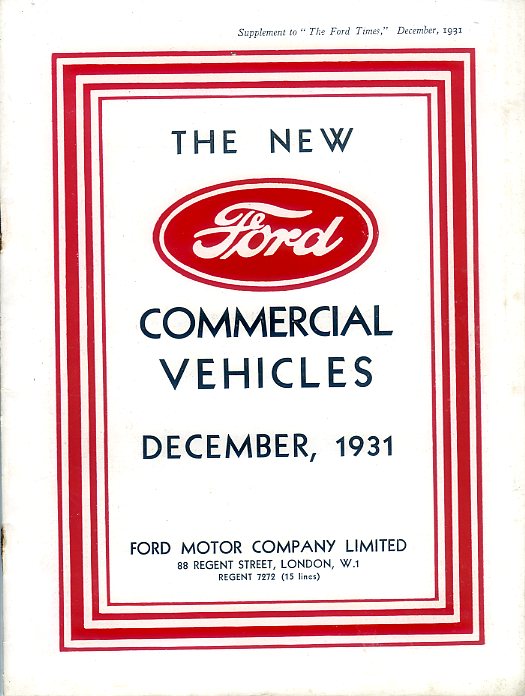 Supplement to "The Ford Times," December, 1931
THE NEW
Ford
COMMERCIAL
VEHICLES
DECEMBER, 1931
FORD MOTOR COMPANY LIMITED
88 REGENT STREET, LONDON, W.1
REGENT 7272 (15 lines)